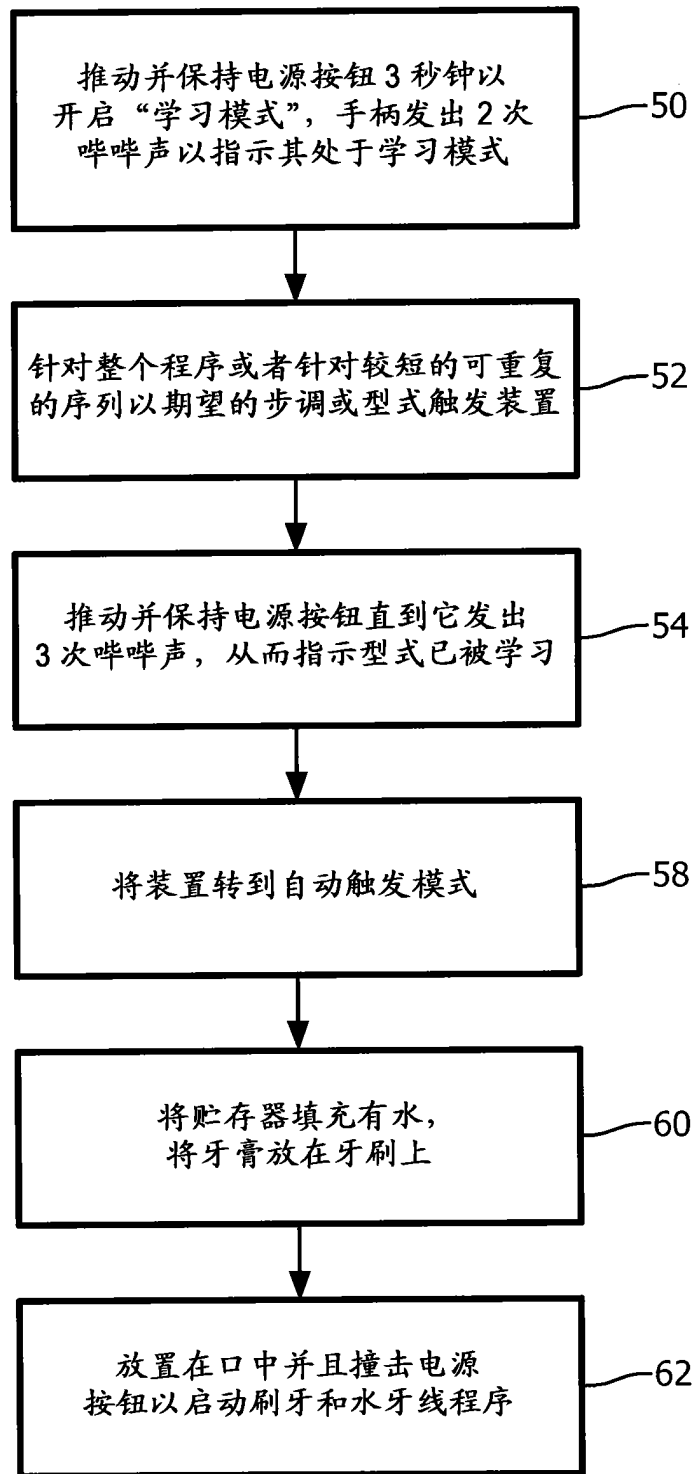 推动并保持电源按钮3秒钟以
开启“学习模式”，手柄发出2次
哔哔声以指示其处于学习模式
50
针对整个程序或者针对较短的可重复
的序列以期望的步调或型式触发装置
52
推动并保持电源按钮直到它发出
3次哔哔声，从而指示型式已被学习
54
将装置转到自动触发模式
58
将贮存器填充有水，
将牙膏放在牙刷上
60
放置在口中并且撞击电源
按钮以启动刷牙和水牙线程序
62